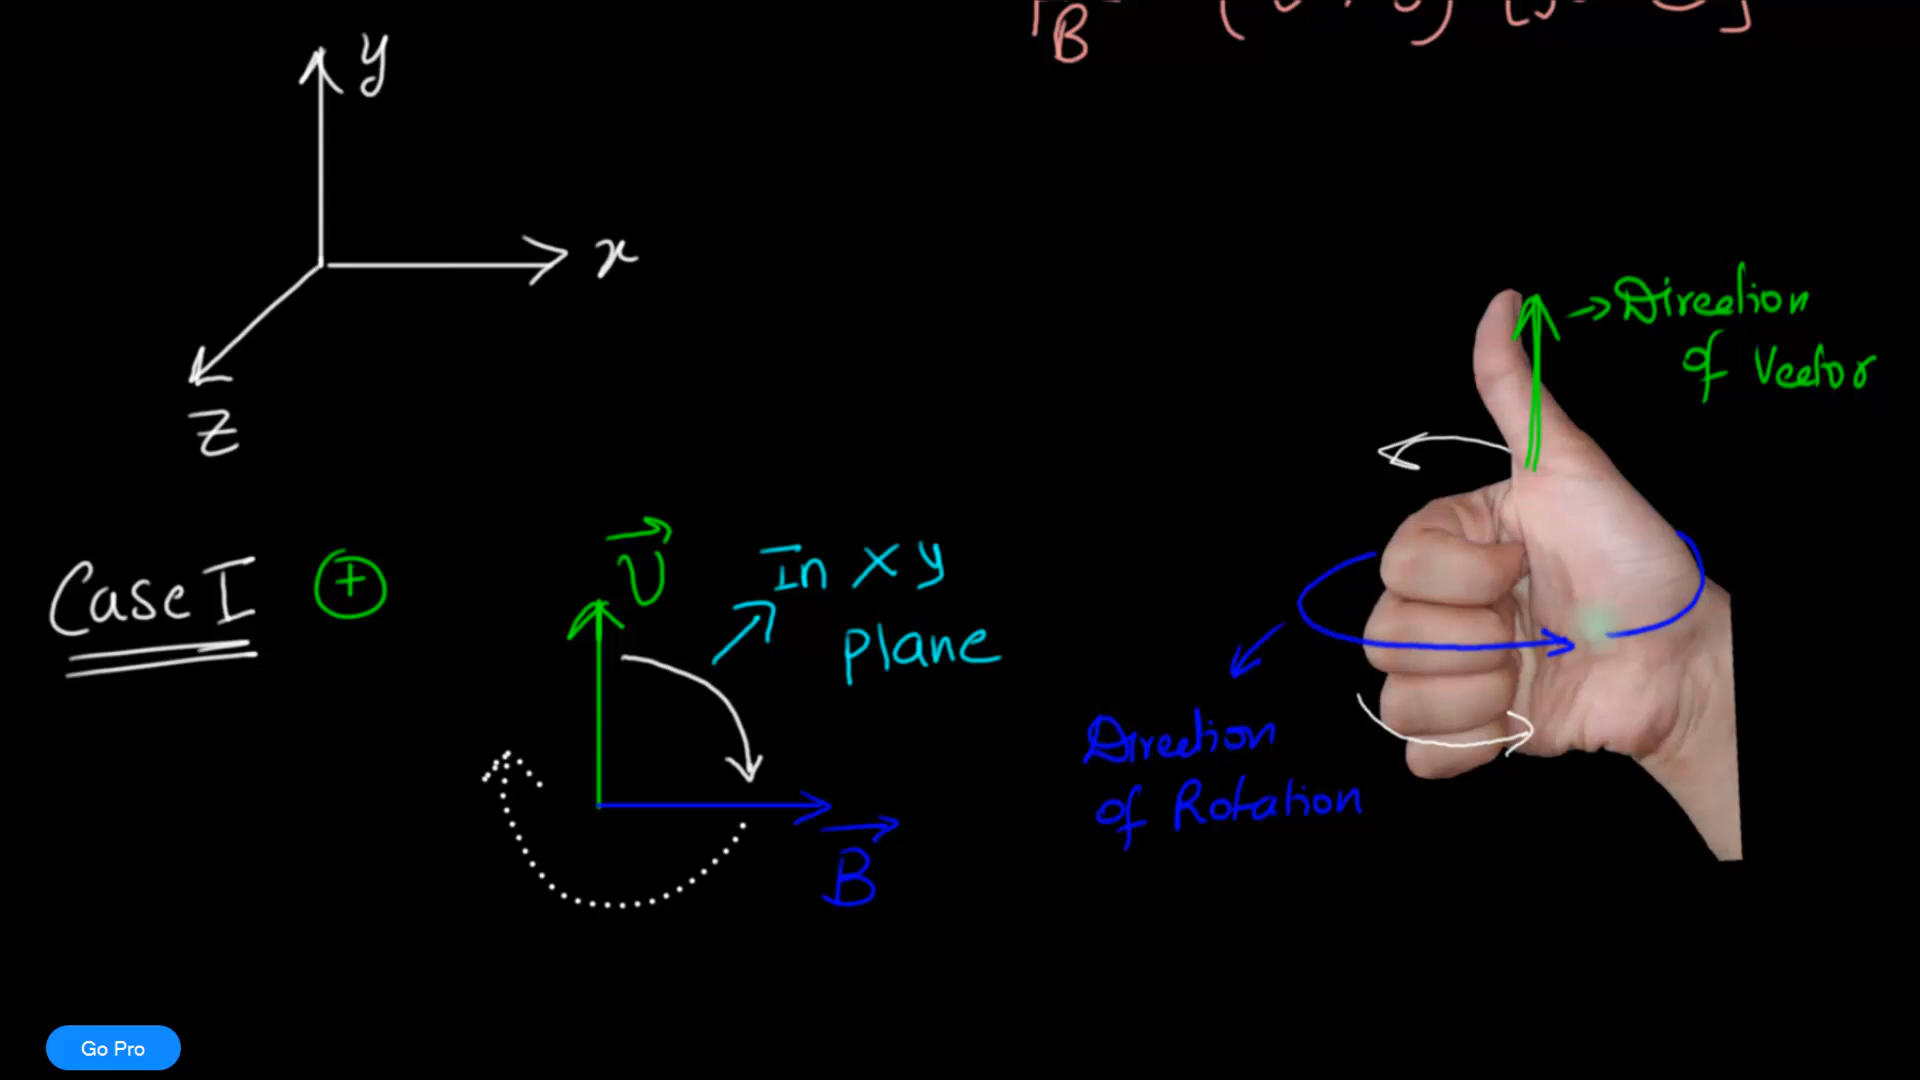 B
y
x
z
Direction
of Vector
Case I
+
v
In xy
plane
Direction
of Rotation
B
Go Pro